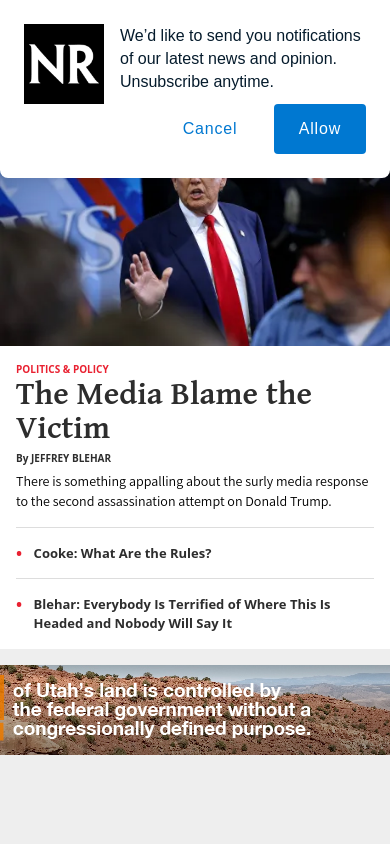 NR
We’d like to send you notifications
of our latest news and opinion.
Unsubscribe anytime.
Cancel
Allow
WS
POLITICS & POLICY
The Media Blame the
Victim
By JEFFREY BLEHAR
There is something appalling about the surly media response
to the second assassination attempt on Donald Trump.
• Cooke: What Are the Rules?
• Blehar: Everybody Is Terrified of Where This Is
Headed and Nobody Will Say It
of Utah's land is controlled by
the federal government without a
congressionally defined purpose.